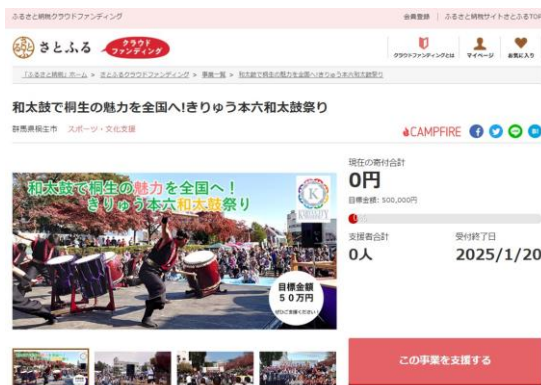 ふるさと納税クラウドファンディング
会員登録 | ふるさと納税サイトさとふるTOP
さとふる クラウドファンディング
クラウドファンディングとは マイページ お気に入り
「ふるさと納税」ホーム > さとふるクラウドファンディング > 事業一覧 > 和太鼓で桐生の魅力を全国へ!きりゅう本六和太鼓祭り
和太鼓で桐生の魅力を全国へ!きりゅう本六和太鼓祭り
群馬県桐生市 スポーツ・文化支援
CAMPFIRE
和太鼓で桐生の魅力を全国へ!
きりゅう本六和太鼓祭り
K
目標金額
50万円
現在の寄付合計
0円
目標金額: 500,000円
支援者合計 受付終了日
0人 2025/1/20
この事業を支援する